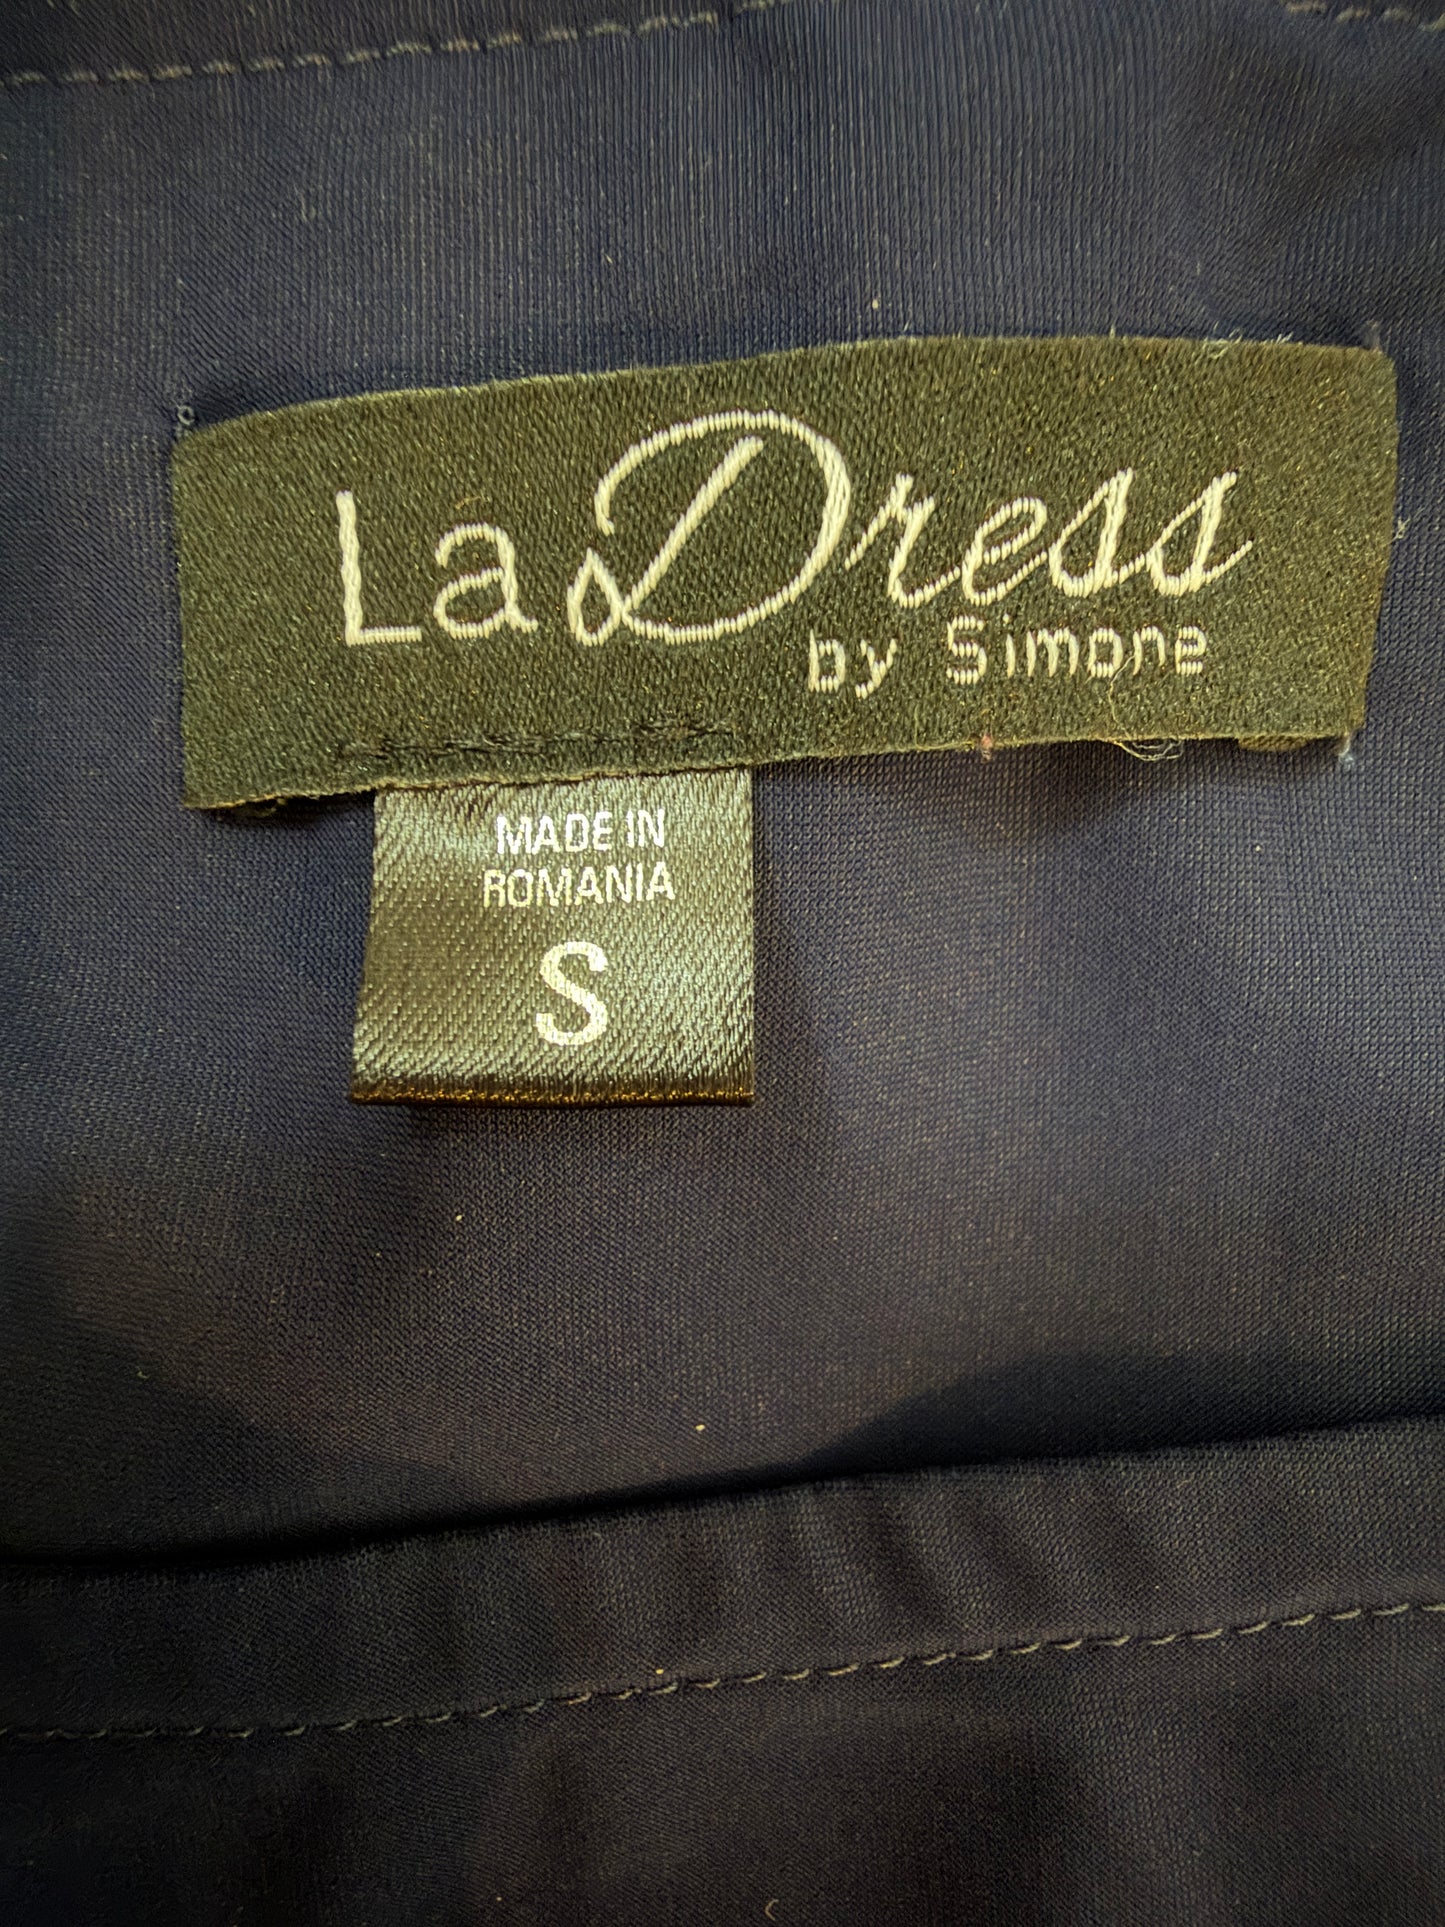 La Dress
by Simone
MADE IN
ROMANIA
S